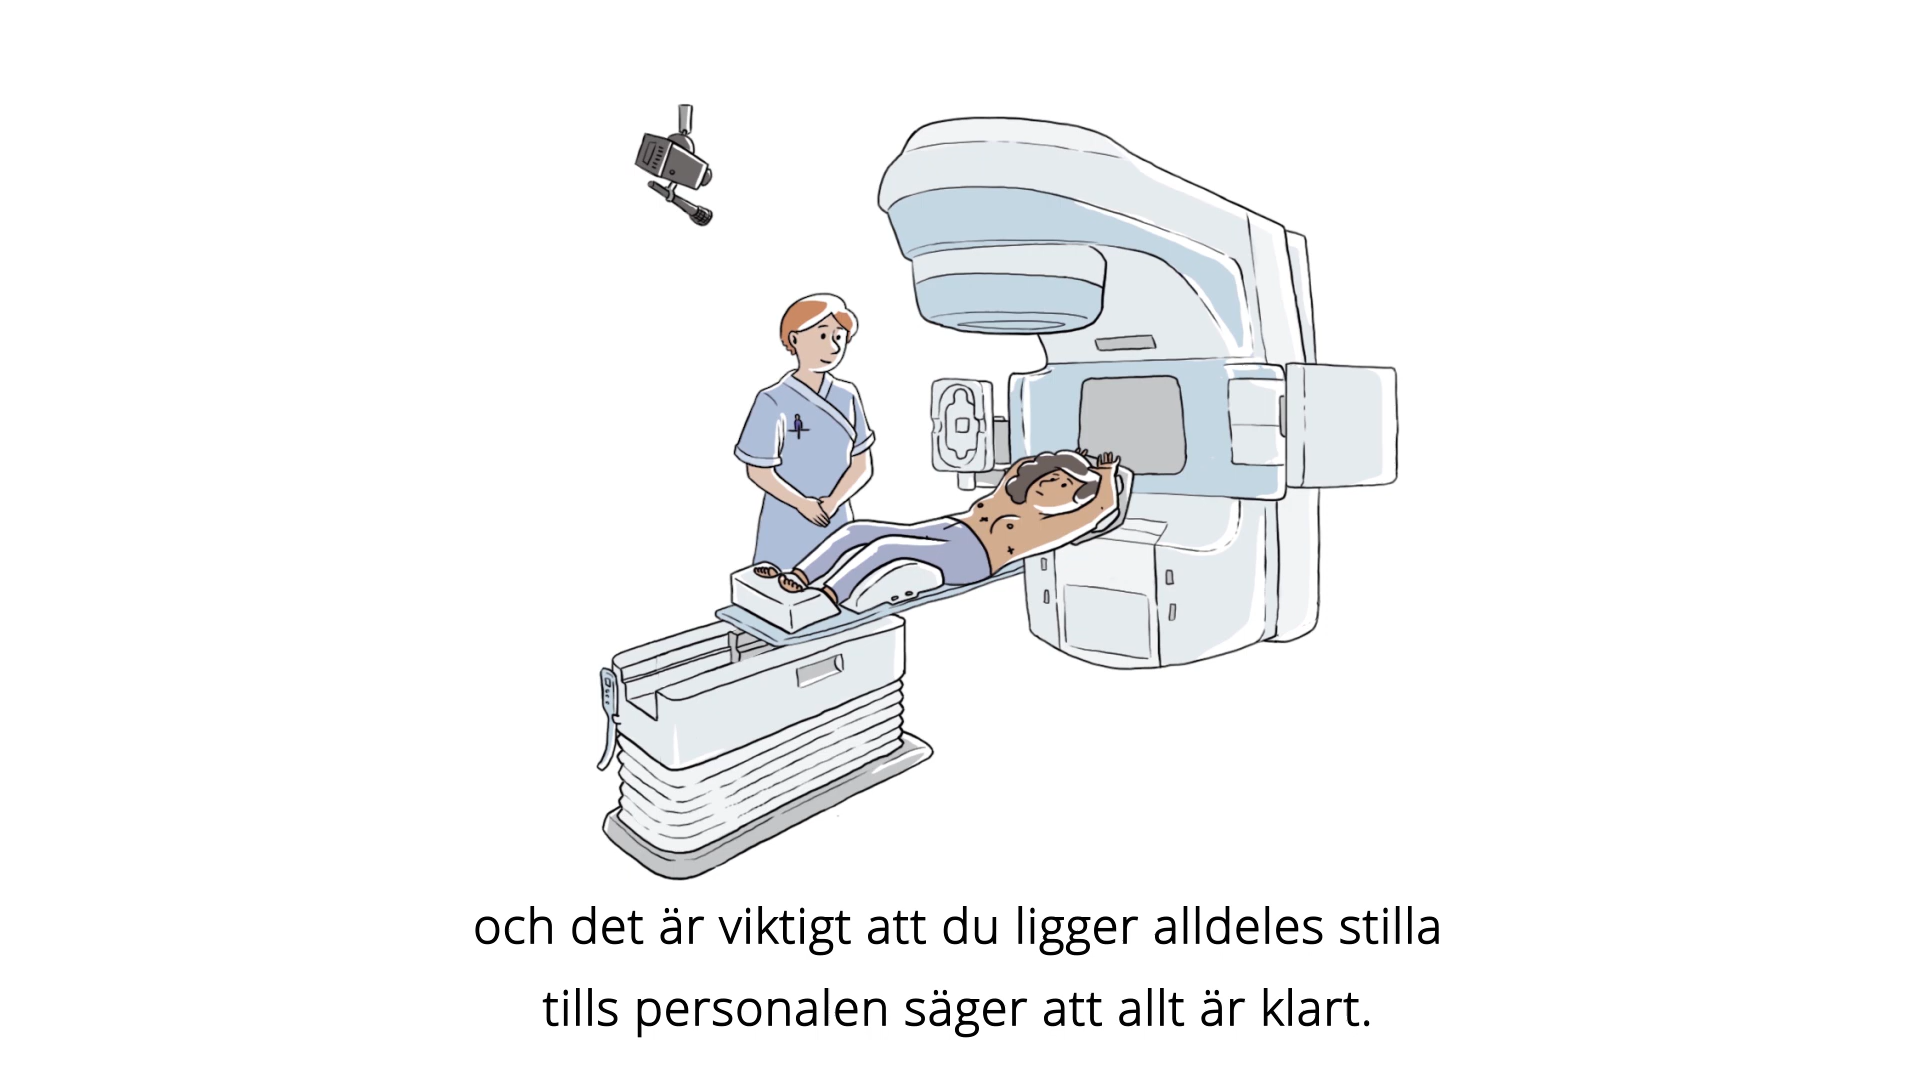 och det är viktigt att du ligger alldeles stilla
tills personalen säger att allt är klart.